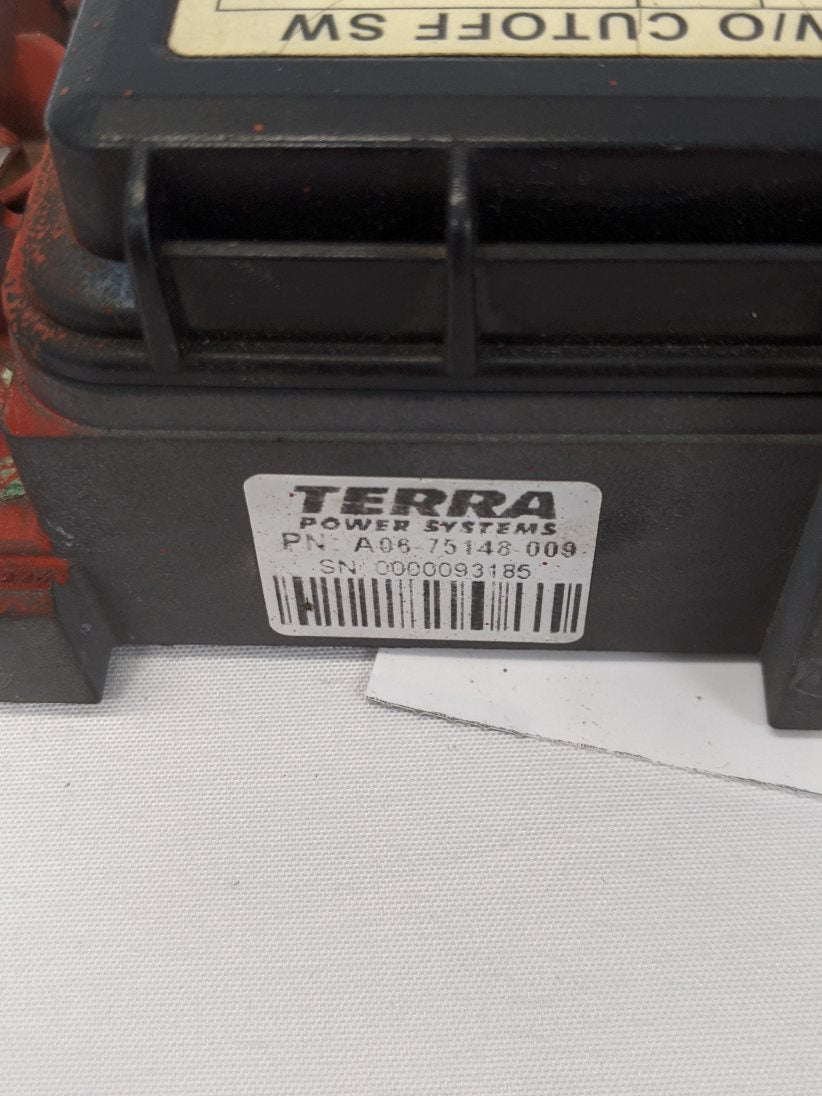 N/O CUTOFF SW
TERRA
POWER SYSTEMS
PN: A06-75148-009
SN 0000093185